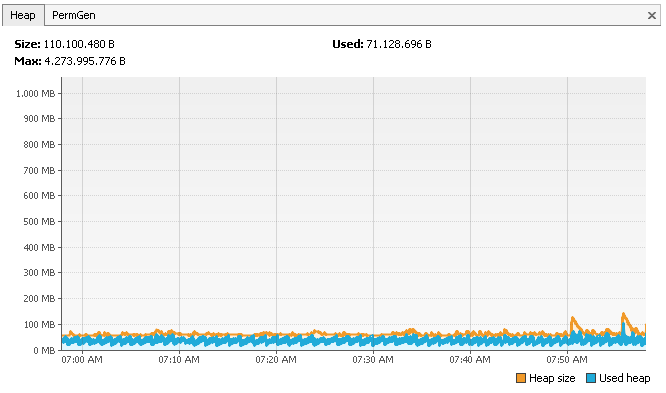 Heap PermGen
Size: 110.100.480 B Used: 71.128.696 B
Max: 4.273.995.776 B
1.000 MB
900 MB
800 MB
700 MB
600 MB
500 MB
400 MB
300 MB
200 MB
100 MB
0 MB
07:00 AM 07:10 AM 07:20 AM 07:30 AM 07:40 AM 07:50 AM
Heap size Used heap